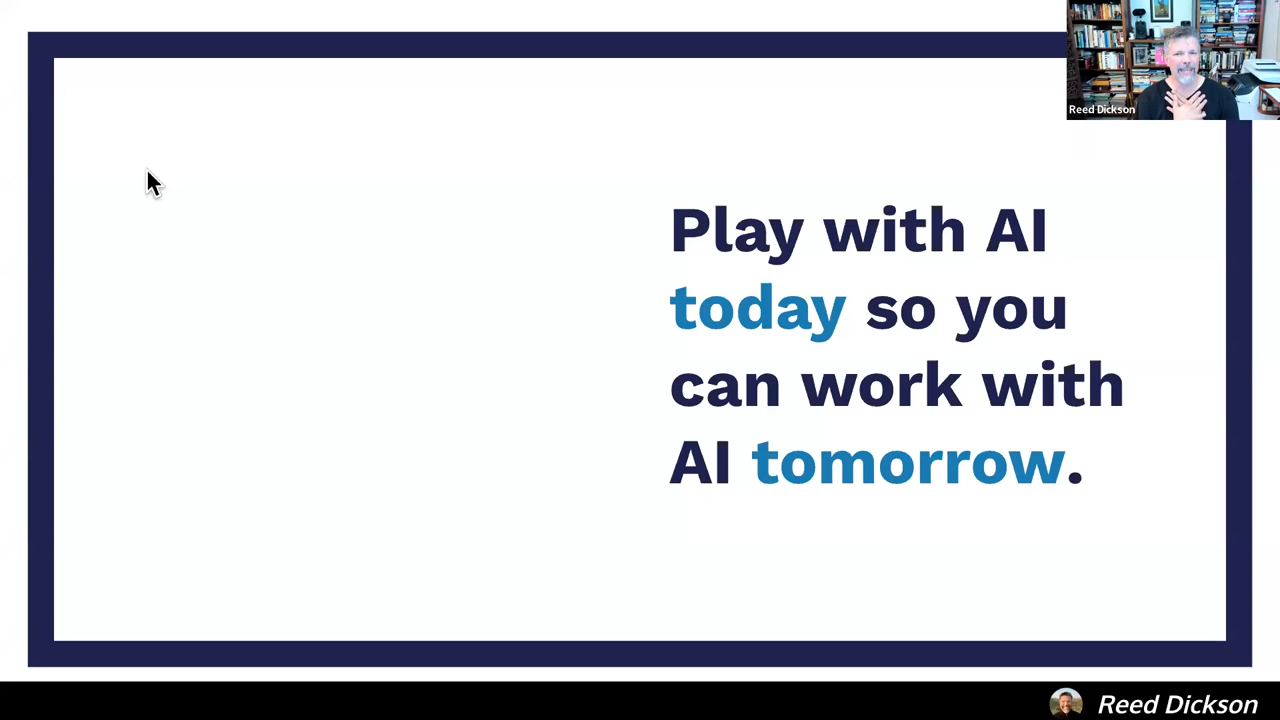 Reed Dickson
Play with AI
today so you
can work with
AI tomorrow.
Reed Dickson